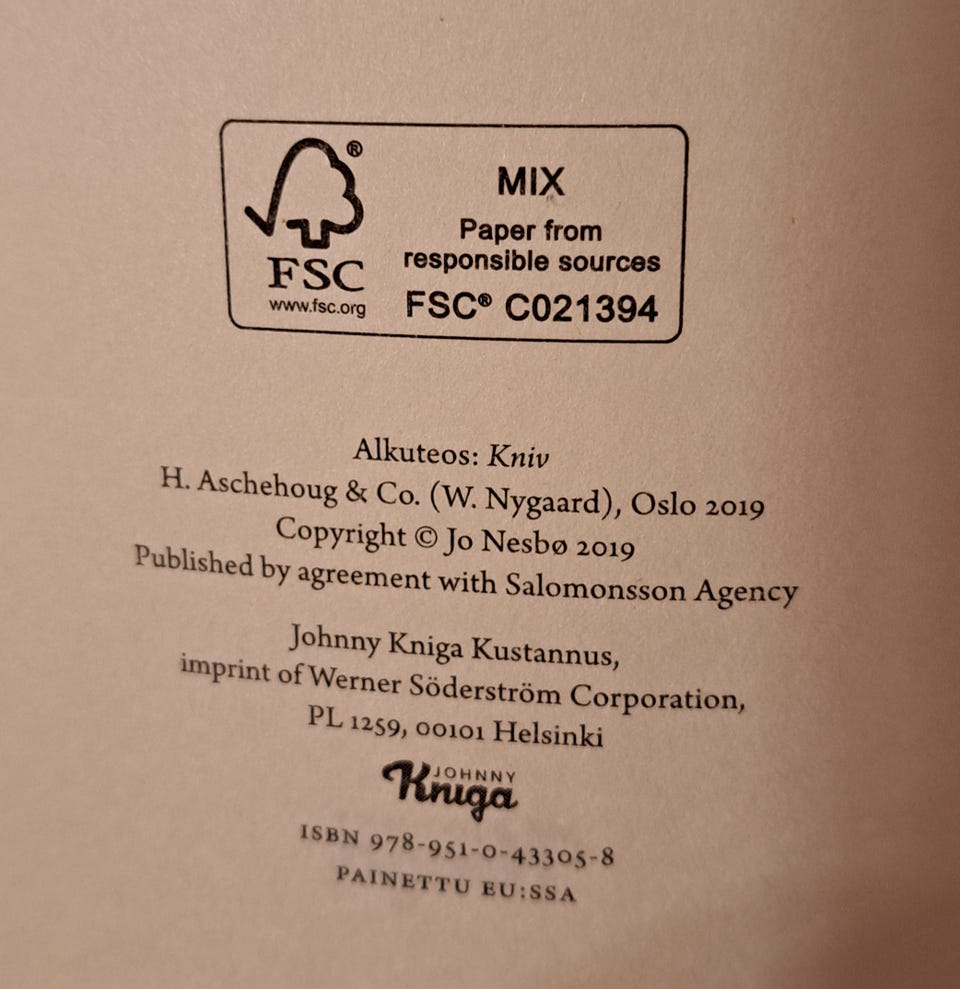 ®
FSC
www.fsc.org
MIX
Paper from
responsible sources
FSC® C021394
Alkuteos: Kniv
H. Aschehoug & Co. (W. Nygaard), Oslo 2019
Copyright © Jo Nesbø 2019
Published by agreement with Salomonsson Agency
Johnny Kniga Kustannus,
imprint of Werner Söderström Corporation,
PL 1259, 00101 Helsinki
JOHNNY
Kniga
ISBN 978-951-0-43305-8
PAINETTU EU:SSA